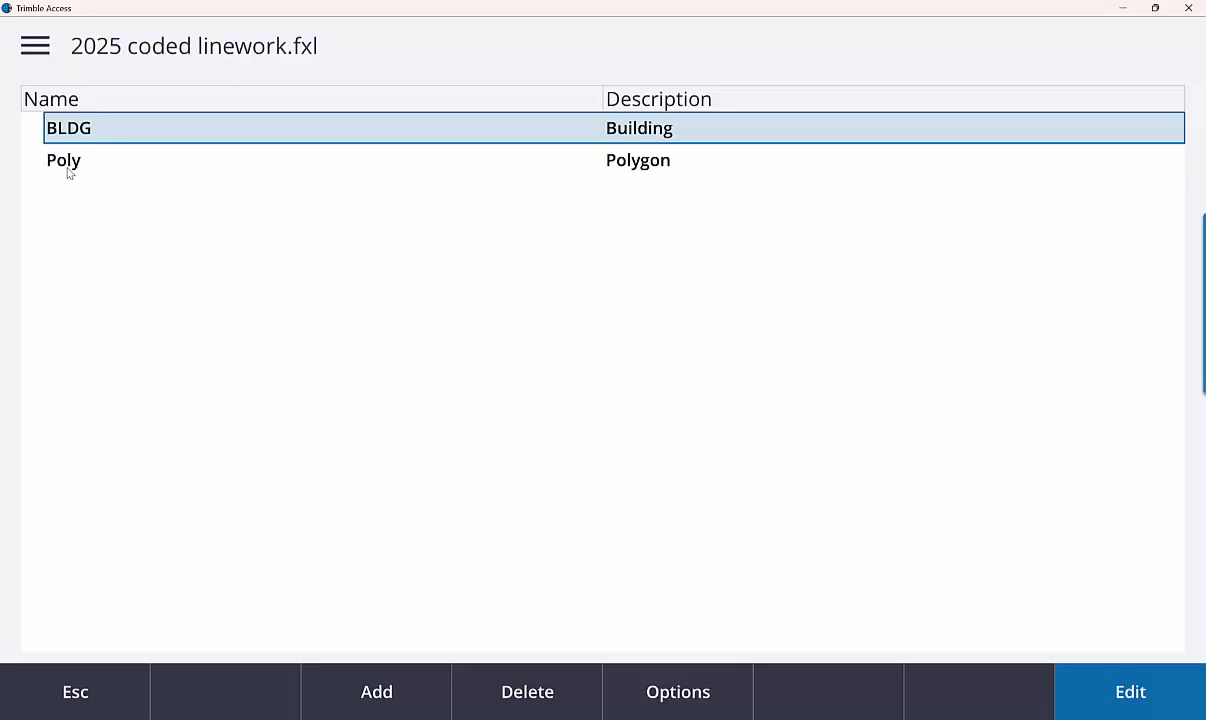 Trimble Access
2025 coded linework.fxl
Name Description
BLDG Building
Poly Polygon
Esc Add Delete Options Edit